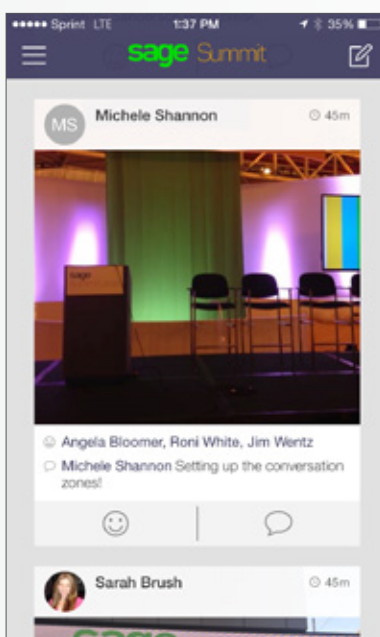 Sprint LTE 1:37 PM 35%
sage Summit
MS Michele Shannon 45m
sage
Angela Bloomer, Roni White, Jim Wentz
Michele Shannon Setting up the conversation
zones!
Sarah Brush 45m
sage